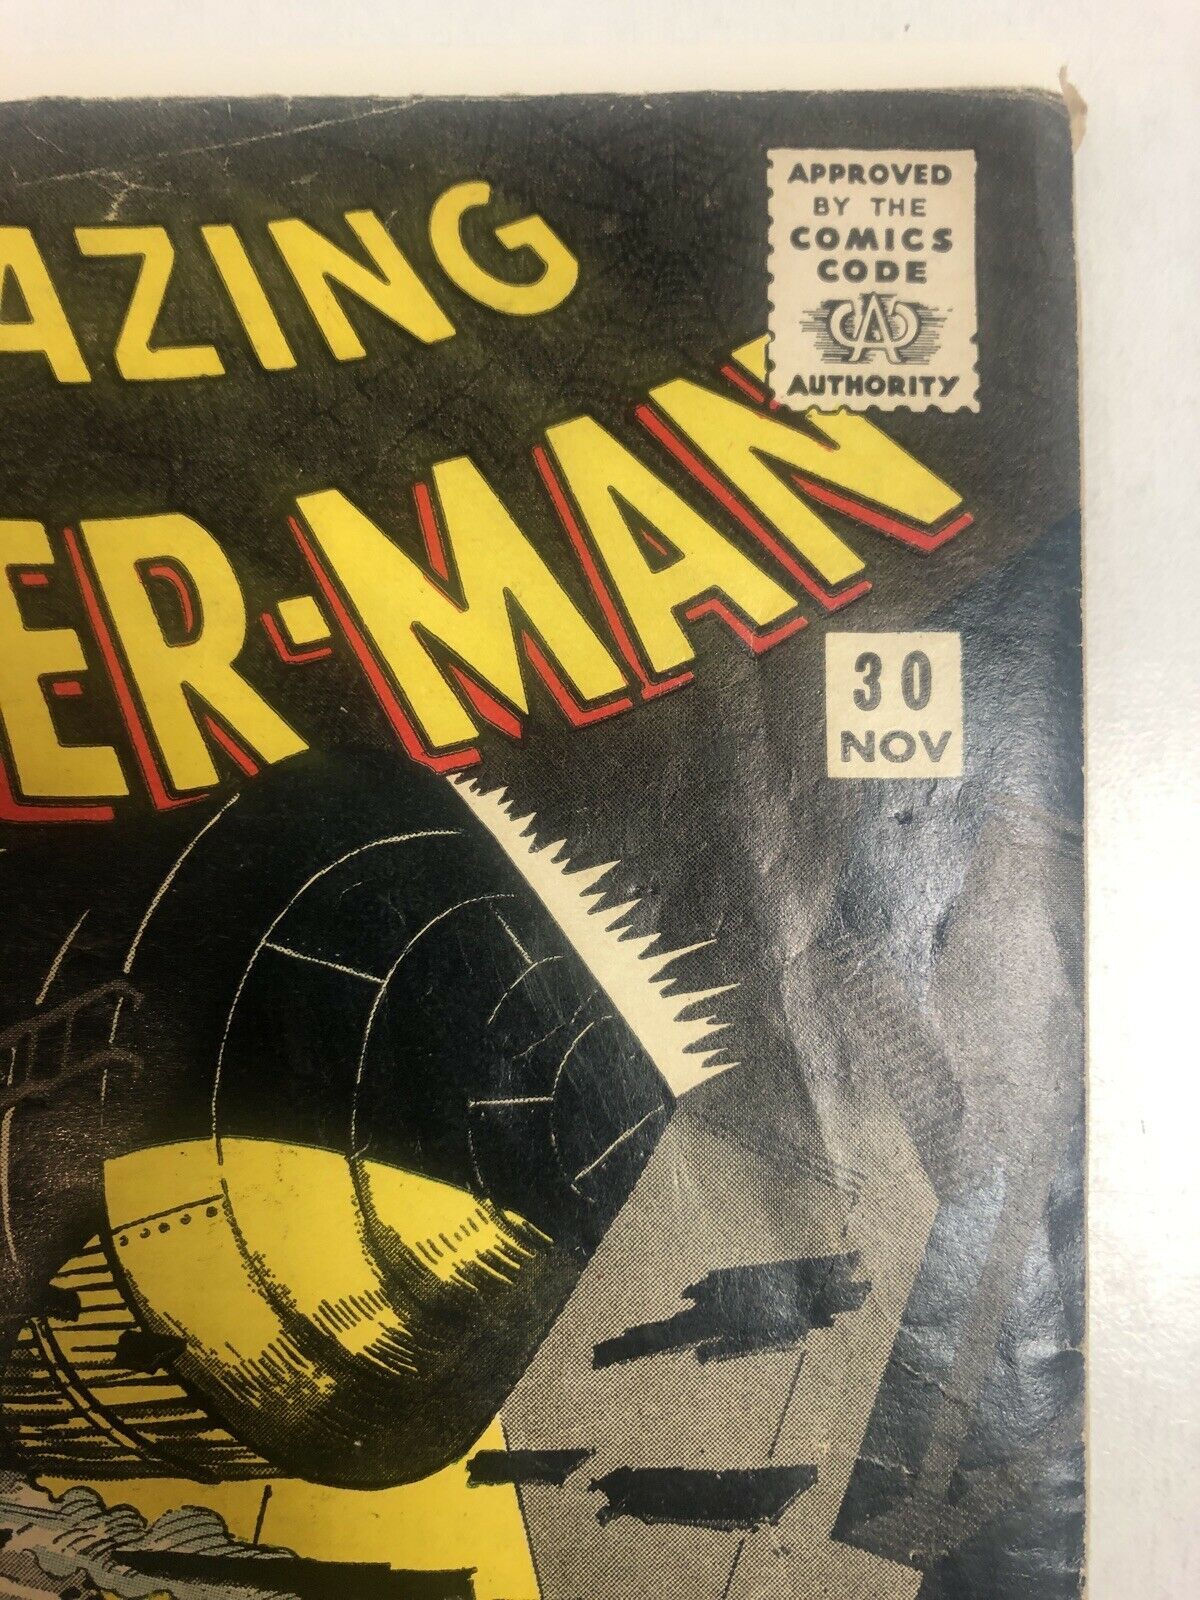 AZING
ER-MAN
APPROVED
BY THE
COMICS
CODE
CA
AUTHORITY
30
NOV